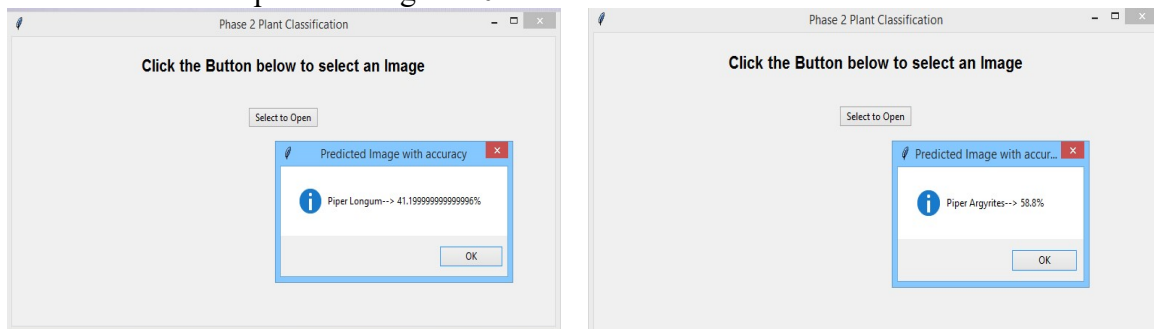 Phase 2 Plant Classification
Click the Button below to select an Image
Select to Open
Predicted Image with accuracy
Piper Longum--> 41.199999999999996%
OK
Phase 2 Plant Classification
Click the Button below to select an Image
Select to Open
Predicted Image with accur...
Piper Argyrites--> 58.8%
OK